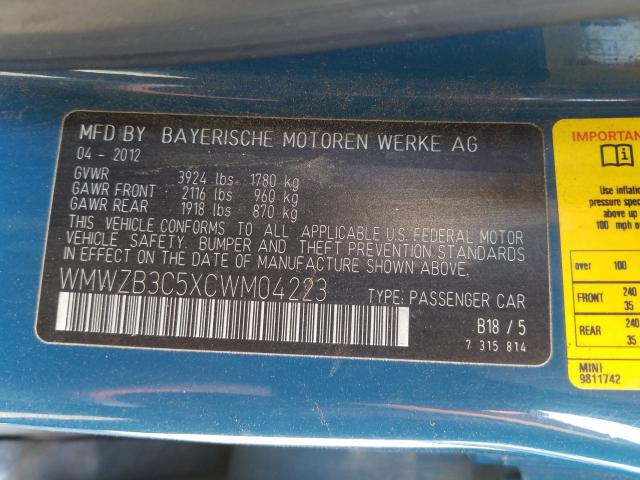 MFD BY BAYERISCHE MOTOREN WERKE AG
04 - 2012
GVWR 3924 lbs 1780 kg
GAWR FRONT 2116 lbs 960 kg
GAWR REAR 1918 lbs 870 kg
THIS VEHICLE CONFORMS TO ALL APPLICABLE U.S. FEDERAL MOTOR
VEHICLE SAFETY, BUMPER AND THEFT PREVENTION STANDARDS
IN EFFECT ON THE DATE OF MANUFACTURE SHOWN ABOVE.
WMWZB3C5XCWM04223
TYPE: PASSENGER CAR
B18 / 5
7 315 814
IMPORTAN
Use inflatio
pressure spec
above up
100 mph
over 100
FRONT 240
35
REAR 240
35
MINI
9811742